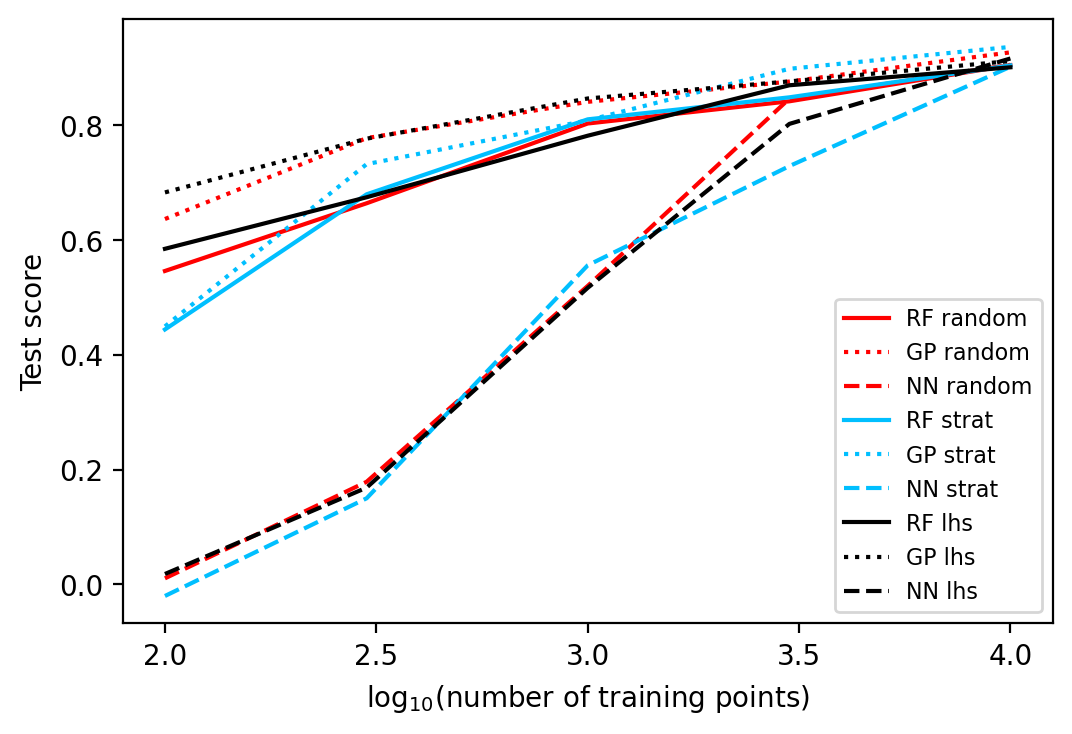 Test score
0.8
0.6
0.4
0.2
0.0
2.0 2.5 3.0 3.5 4.0
log₁₀(number of training points)
RF random
GP random
NN random
RF strat
GP strat
NN strat
RF lhs
GP lhs
NN lhs